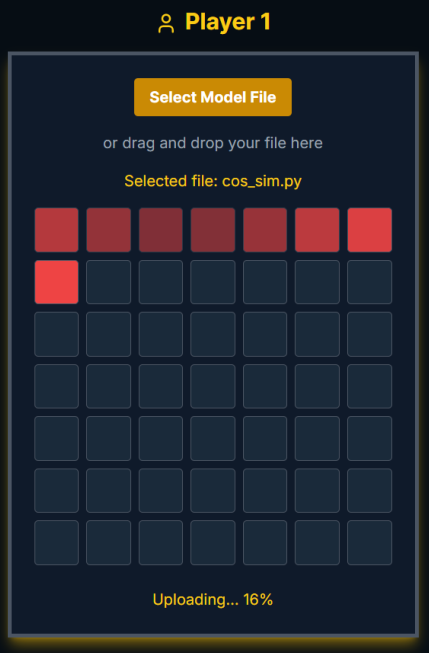 Player 1
Select Model File
or drag and drop your file here
Selected file: cos_sim.py
Uploading... 16%